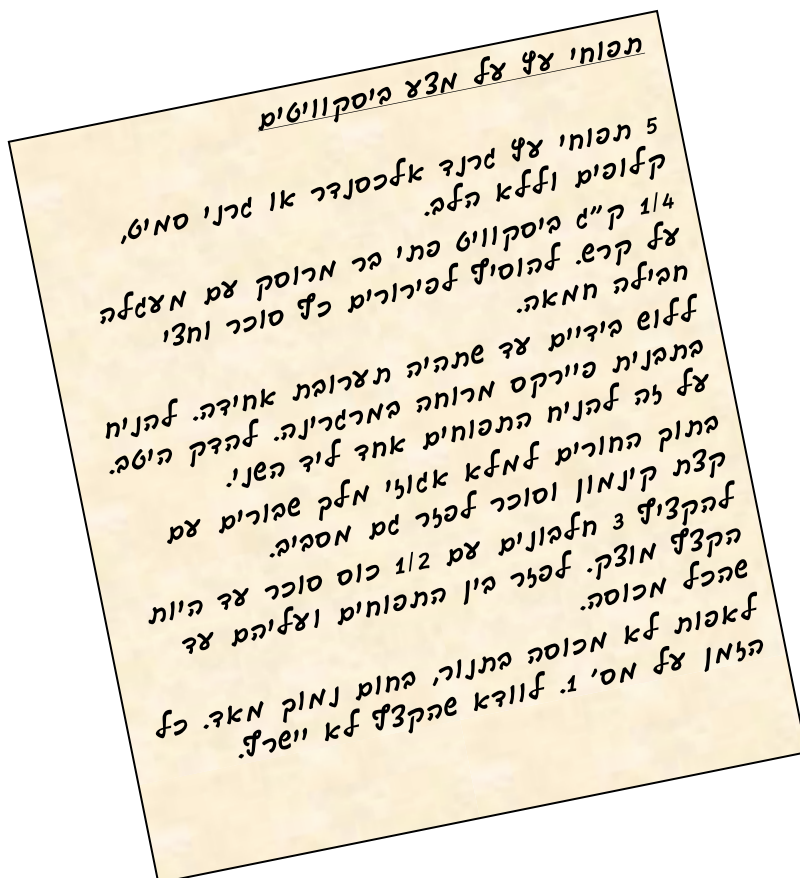 תפוחי עץ על מצע ביסקוויטים
5 תפוחי עץ גרנד אלכסנדר או גרני סמיט,
קלופים וללא הלב.
1/4 ק״ג ביסקוויט פתי בר מרוסק עם מעגלה
על קרש. להוסיף לפירורים כף סוכר וחצי
חבילה חמאה.
ללוש בידיים עד שתהיה תערובת אחידה. להניח
בתבנית פיירקס מרוחה במרגרינה. להדק היטב.
על זה להניח התפוחים אחד ליד השני.
בתוך החורים למלא אגוזי מלך שבורים עם
קצת קינמון וסוכר לפזר גם מסביב.
להקציף 3 חלבונים עם 1/2 כוס סוכר עד היות
הקצף מוצק. לפזר בין התפוחים ועליהם עד
שהכל מכוסה.
לאפות לא מכוסה בתנור, בחום נמוך מאד. כל
הזמן על מס׳ 1. לוודא שהקצף לא יישרף.